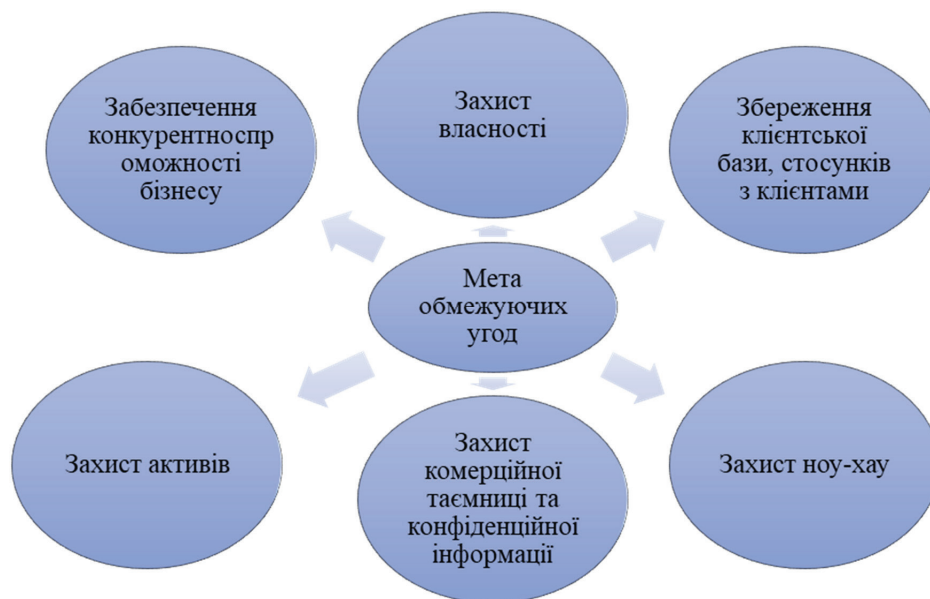 Забезпечення
конкурентноспр
оможності
бізнесу
Захист
власності
Збереження
клієнтської
бази, стосунків
з клієнтами
Мета
обмежуючих
угод
Захист активів
Захист
комерційної
таємниці та
конфіденційної
інформації
Захист ноу-хау